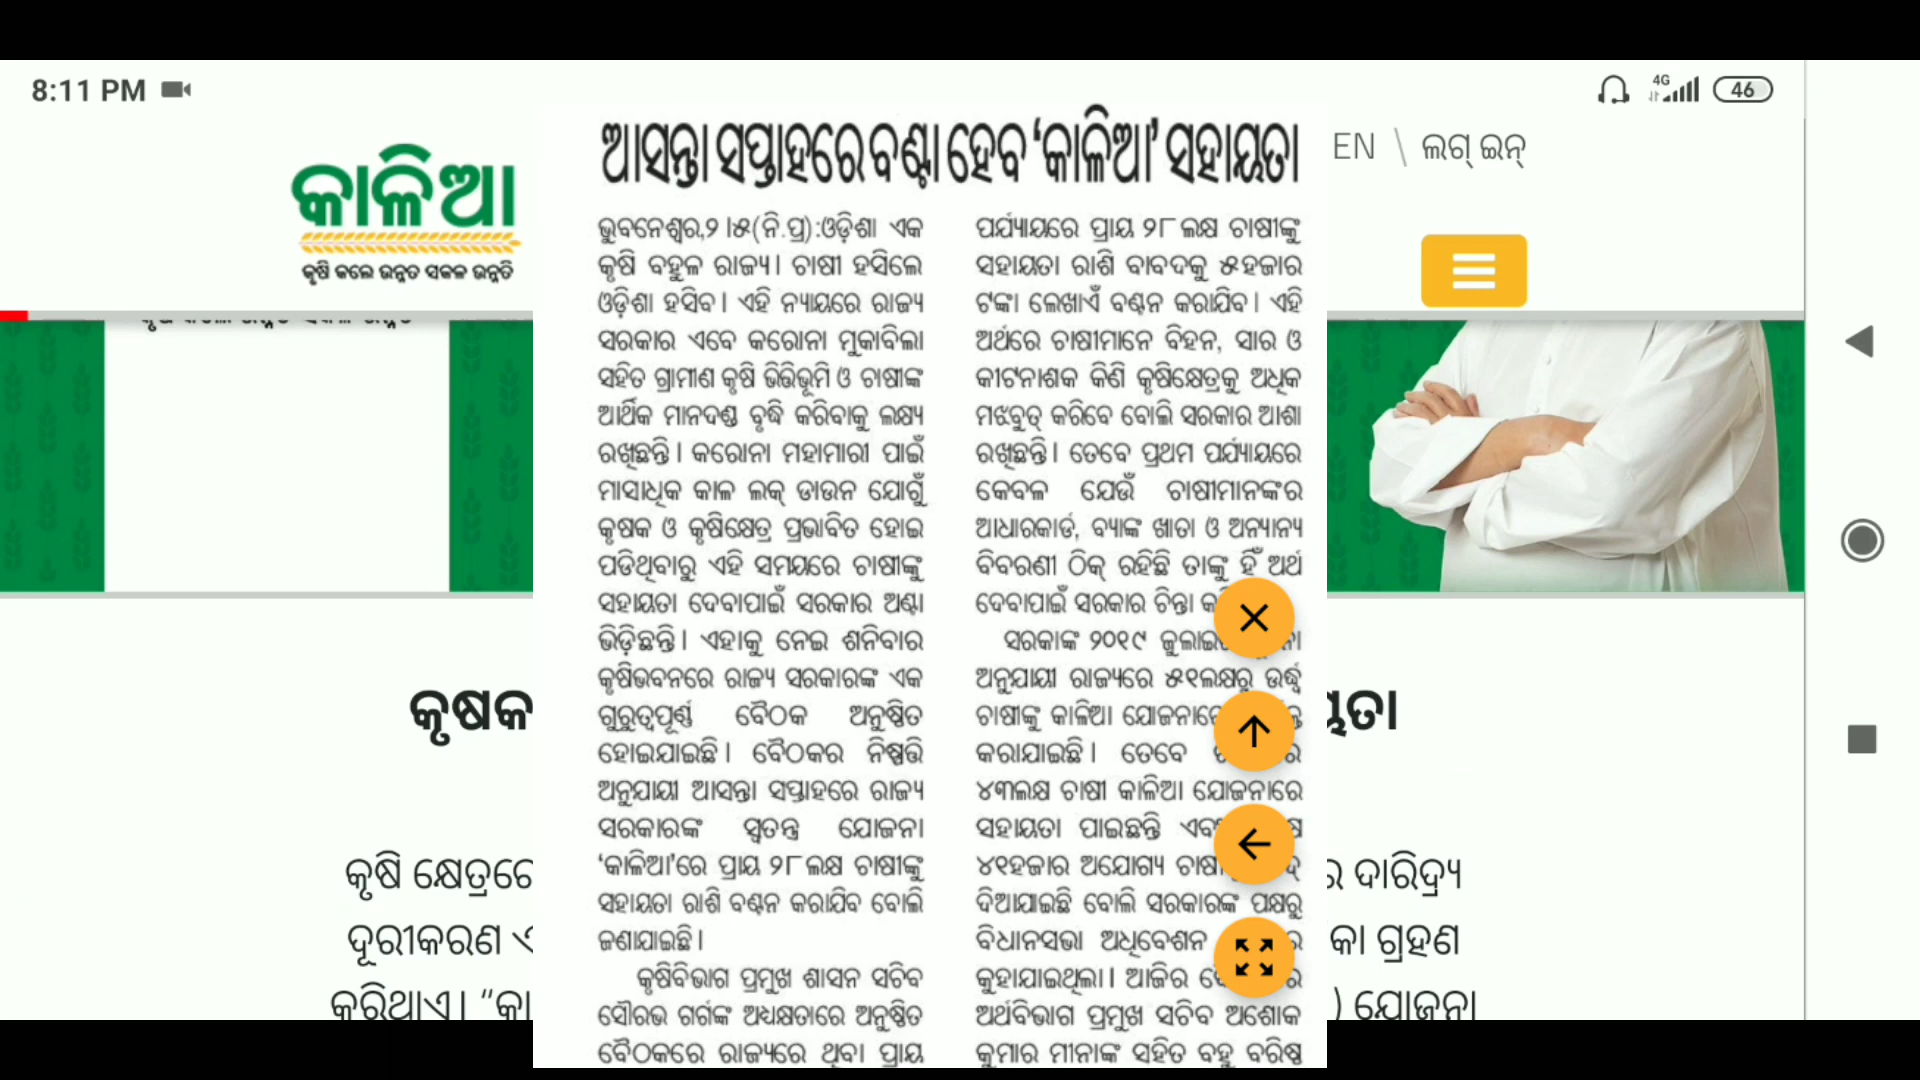 8:11 PM
4G
46
EN \ ଲଗ୍ ଇନ୍
କାଳିଆ
କୃଷି କଲେ ଉନ୍ନତ ସକଳ ଉନ୍ନତି
ଆସନ୍ତା ସପ୍ତାହରେ ବଣ୍ଟା ହେବ ‘କାଳିଆ’ ସହାୟତା
ଭୁବନେଶ୍ୱର,୨।୫(ନି.ପ୍ର):ଓଡ଼ିଶା ଏକ
କୃଷି ବହୁଳ ରାଜ୍ୟ। ଚାଷୀ ହସିଲେ
ଓଡ଼ିଶା ହସିବ। ଏହି ନ୍ୟାୟରେ ରାଜ୍ୟ
ସରକାର ଏବେ କରୋନା ମୁକାବିଲା
ସହିତ ଗ୍ରାମୀଣ କୃଷି ଭିତ୍ତିଭୂମି ଓ ଚାଷୀଙ୍କ
ଆର୍ଥିକ ମାନଦଣ୍ଡ ବୃଦ୍ଧି କରିବାକୁ ଲକ୍ଷ୍ୟ
ରଖିଛନ୍ତି। କରୋନା ମହାମାରୀ ପାଇଁ
ମାସାଧିକ କାଳ ଲକ୍ ଡାଉନ ଯୋଗୁଁ
କୃଷକ ଓ କୃଷିକ୍ଷେତ୍ର ପ୍ରଭାବିତ ହୋଇ
ପଡିଥିବାରୁ ଏହି ସମୟରେ ଚାଷୀଙ୍କୁ
ସହାୟତା ଦେବାପାଇଁ ସରକାର ଅଣ୍ଟା
ଭିଡ଼ିଛନ୍ତି। ଏହାକୁ ନେଇ ଶନିବାର
କୃଷିଭବନରେ ରାଜ୍ୟ ସରକାରଙ୍କ ଏକ
ଗୁରୁତ୍ୱପୂର୍ଣ୍ଣ ବୈଠକ ଅନୁଷ୍ଠିତ
ହୋଇଯାଇଛି। ବୈଠକର ନିଷ୍ପତ୍ତି
ଅନୁଯାୟୀ ଆସନ୍ତା ସପ୍ତାହରେ ରାଜ୍ୟ
ସରକାରଙ୍କ ସ୍ୱତନ୍ତ୍ର ଯୋଜନା
‘କାଳିଆ’ରେ ପ୍ରାୟ ୨୮ ଲକ୍ଷ ଚାଷୀଙ୍କୁ
ସହାୟତା ରାଶି ବଣ୍ଟନ କରାଯିବ ବୋଲି
ଜଣାଯାଇଛି।
କୃଷିବିଭାଗ ପ୍ରମୁଖ ଶାସନ ସଚିବ
ସୌରଭ ଗର୍ଗଙ୍କ ଅଧ୍ୟକ୍ଷତାରେ ଅନୁଷ୍ଠିତ
ବୈଠକରେ ରାଜ୍ୟରେ ଥିବା ପ୍ରାୟ
ପର୍ଯ୍ୟାୟରେ ପ୍ରାୟ ୨୮ ଲକ୍ଷ ଚାଷୀଙ୍କୁ
ସହାୟତା ରାଶି ବାବଦକୁ ୫ହଜାର
ଟଙ୍କା ଲେଖାଏଁ ବଣ୍ଟନ କରାଯିବ। ଏହି
ଅର୍ଥରେ ଚାଷୀମାନେ ବିହନ, ସାର ଓ
କୀଟନାଶକ କିଣି କୃଷିକ୍ଷେତ୍ରକୁ ଅଧିକ
ମଝବୁତ୍ କରିବେ ବୋଲି ସରକାର ଆଶା
ରଖିଛନ୍ତି। ତେବେ ପ୍ରଥମ ପର୍ଯ୍ୟାୟରେ
କେବଳ ଯେଉଁ ଚାଷୀମାନଙ୍କର
ଆଧାରକାର୍ଡ, ବ୍ୟାଙ୍କ ଖାତା ଓ ଅନ୍ୟାନ୍ୟ
ବିବରଣୀ ଠିକ୍ ରହିଛି ତାଙ୍କୁ ହିଁ ଅର୍ଥ
ଦେବାପାଇଁ ସରକାର ଚିନ୍ତା
ସରକାଙ୍କ ୨୦୧୯
ଅନୁଯାୟୀ ରାଜ୍ୟରେ ୫୧ଲକ୍ଷରୁ ଉର୍ଦ୍ଧ୍ୱ
ଚାଷୀଙ୍କୁ କାଳିଆ
କରାଯାଇଛି। ତେବେ
୪୩ଲକ୍ଷ ଚାଷୀ କାଳିଆ ଯୋଜନାରେ
ସହାୟତା ପାଇଛନ୍ତି
୪୧ହଜାର ଅଯୋଗ୍ୟ
ଦିଆଯାଇଛି ବୋଲି ସରକାରଙ୍କ ପକ୍ଷରୁ
ବିଧାନସଭା ଅଧିବେଶନ
କୁହାଯାଇଥିଲା। ଆଜିର
ଅର୍ଥବିଭାଗ ପ୍ରମୁଖ ସଚିବ ଅଶୋକ
କୁମାର ମୀନାଙ୍କ ସହିତ ବହୁ ବରିଷ୍ଠ
କୃଷକ
କୃଷି
ଦାରିଦ୍ର୍ୟ
ଦୂରୀକରଣ
ଗ୍ରହଣ
କରିଥାଏ।
) ଯୋଜନା